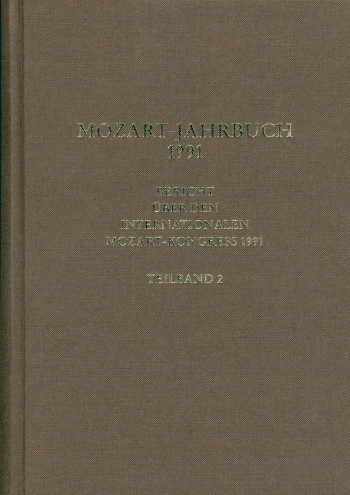 MOZART-JAHRBUCH
1991
BERICHT
ÜBER DEN
INTERNATIONALEN
MOZART-KONGRESS 1991
TEILBAND 2